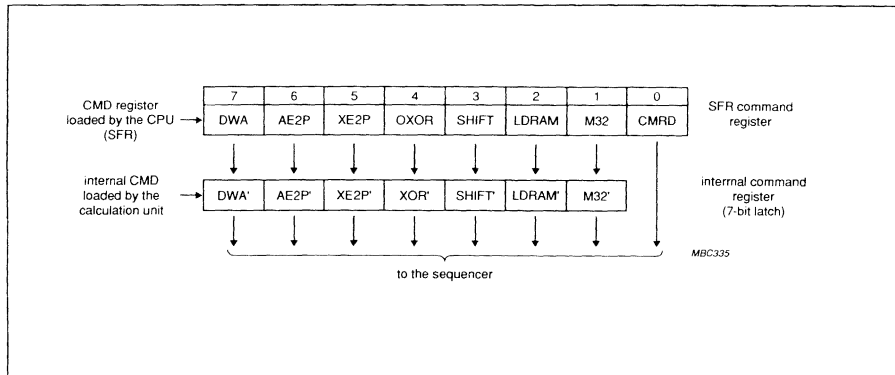 7 6 5 4 3 2 1 0
CMD register
loaded by the CPU
(SFR)
DWA AE2P XE2P OXOR SHIFT LDRAM M32 CMRD
SFR command
register
internal CMD
loaded by the
calculation unit
DWA' AE2P' XE2P' XOR' SHIFT' LDRAM' M32'
interrnal command
register
(7-bit latch)
MBC335
to the sequencer